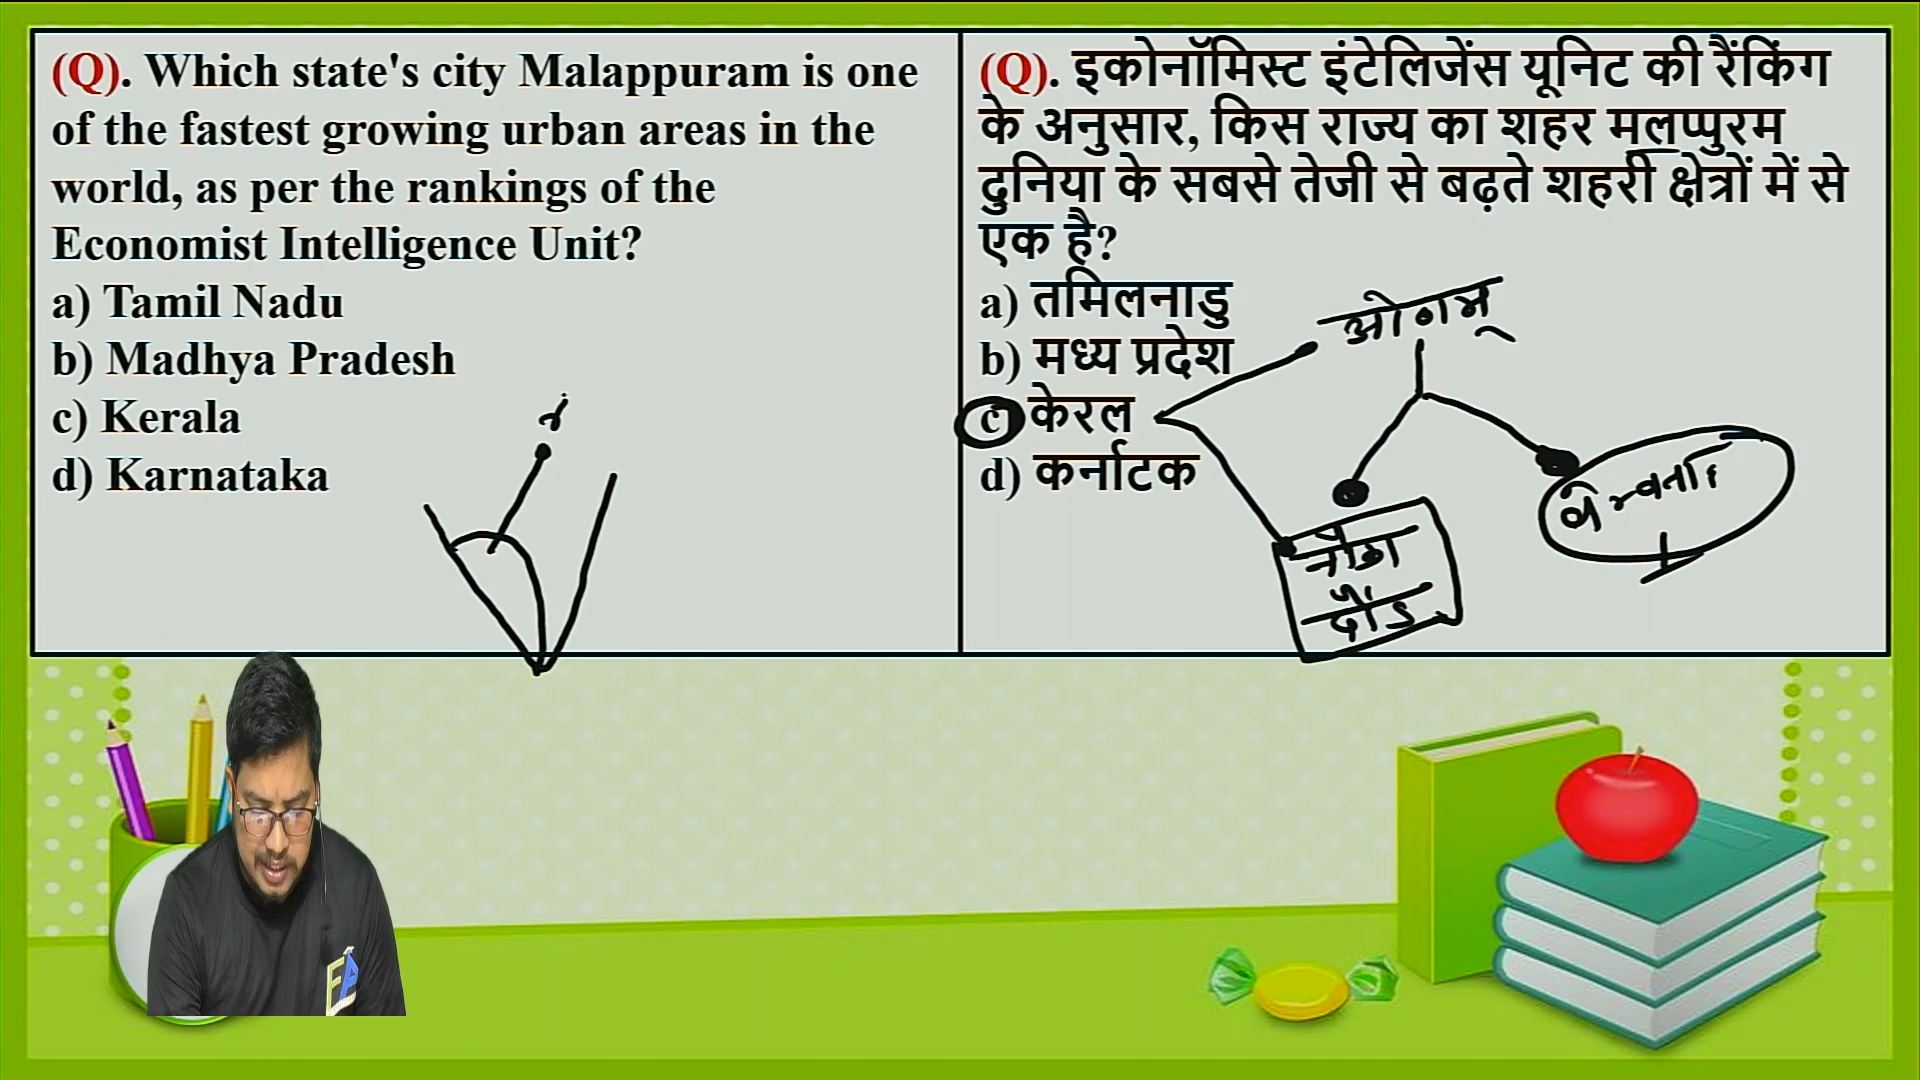 (Q). Which state's city Malappuram is one
of the fastest growing urban areas in the
world, as per the rankings of the
Economist Intelligence Unit?
a) Tamil Nadu
b) Madhya Pradesh
c) Kerala
d) Karnataka
(Q). इकोनॉमिस्ट इंटेलिजेंस यूनिट की रैंकिंग
के अनुसार, किस राज्य का शहर मलप्पुरम
दुनिया के सबसे तेजी से बढ़ते शहरी क्षेत्रों में से
एक है?
a) तमिलनाडु
b) मध्य प्रदेश
c) केरल
d) कर्नाटक